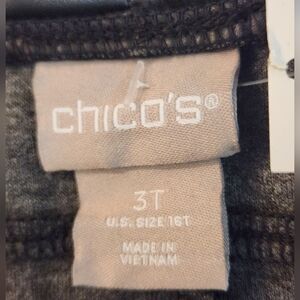 chico's®
3T
U.S. SIZE 16T
MADE IN
VIETNAM